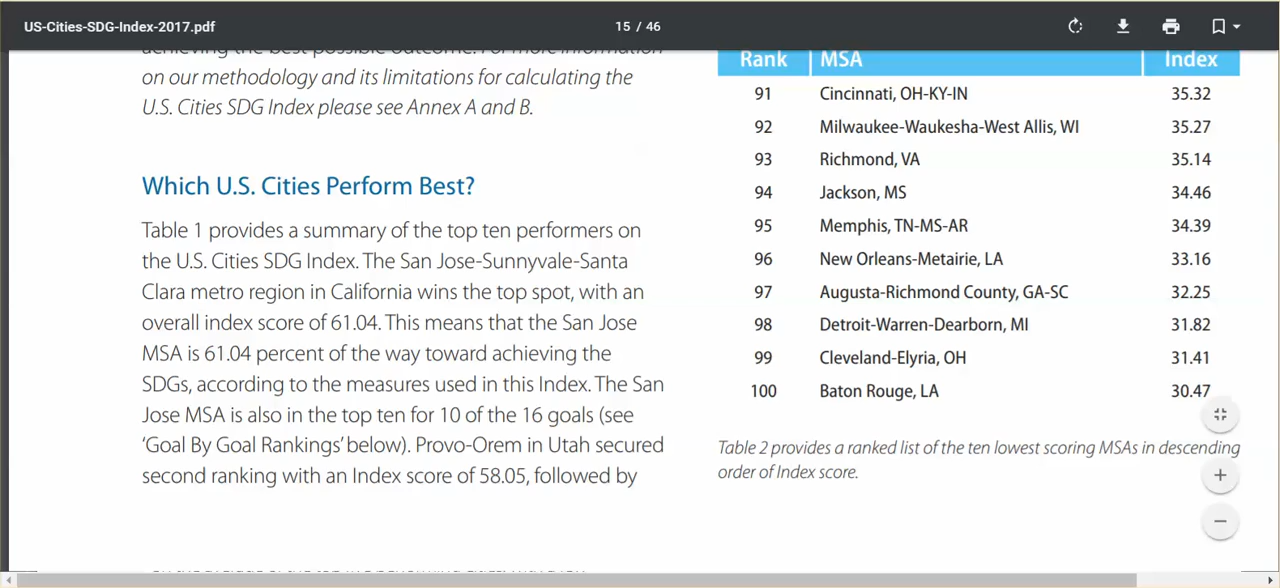 US-Cities-SDG-Index-2017.pdf
15 / 46
achieving the best possible outcome. For more information
on our methodology and its limitations for calculating the
U.S. Cities SDG Index please see Annex A and B.
Which U.S. Cities Perform Best?
Table 1 provides a summary of the top ten performers on
the U.S. Cities SDG Index. The San Jose-Sunnyvale-Santa
Clara metro region in California wins the top spot, with an
overall index score of 61.04. This means that the San Jose
MSA is 61.04 percent of the way toward achieving the
SDGs, according to the measures used in this Index. The San
Jose MSA is also in the top ten for 10 of the 16 goals (see
‘Goal By Goal Rankings’ below). Provo-Orem in Utah secured
second ranking with an Index score of 58.05, followed by
Rank MSA Index
91 Cincinnati, OH-KY-IN 35.32
92 Milwaukee-Waukesha-West Allis, WI 35.27
93 Richmond, VA 35.14
94 Jackson, MS 34.46
95 Memphis, TN-MS-AR 34.39
96 New Orleans-Metairie, LA 33.16
97 Augusta-Richmond County, GA-SC 32.25
98 Detroit-Warren-Dearborn, MI 31.82
99 Cleveland-Elyria, OH 31.41
100 Baton Rouge, LA 30.47
Table 2 provides a ranked list of the ten lowest scoring MSAs in descending
order of Index score.